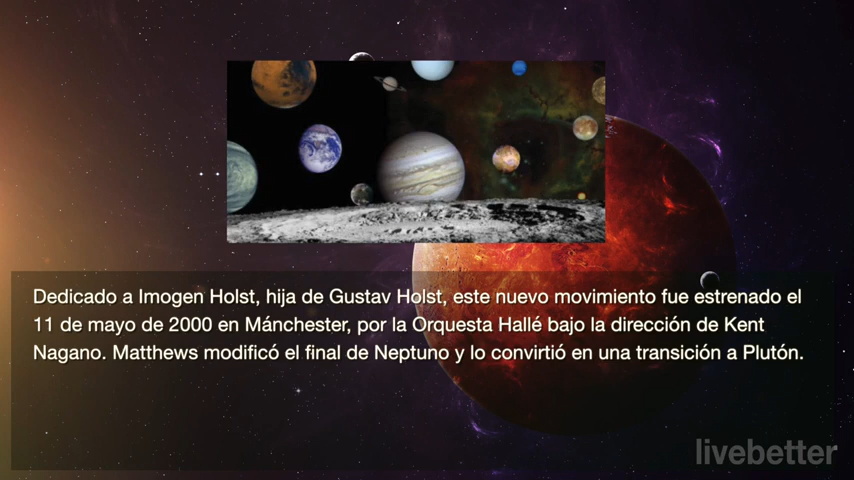 Dedicado a Imogen Holst, hija de Gustav Holst, este nuevo movimiento fue estrenado el
11 de mayo de 2000 en Mánchester, por la Orquesta Hallé bajo la dirección de Kent
Nagano. Matthews modificó el final de Neptuno y lo convirtió en una transición a Plutón.
livebetter